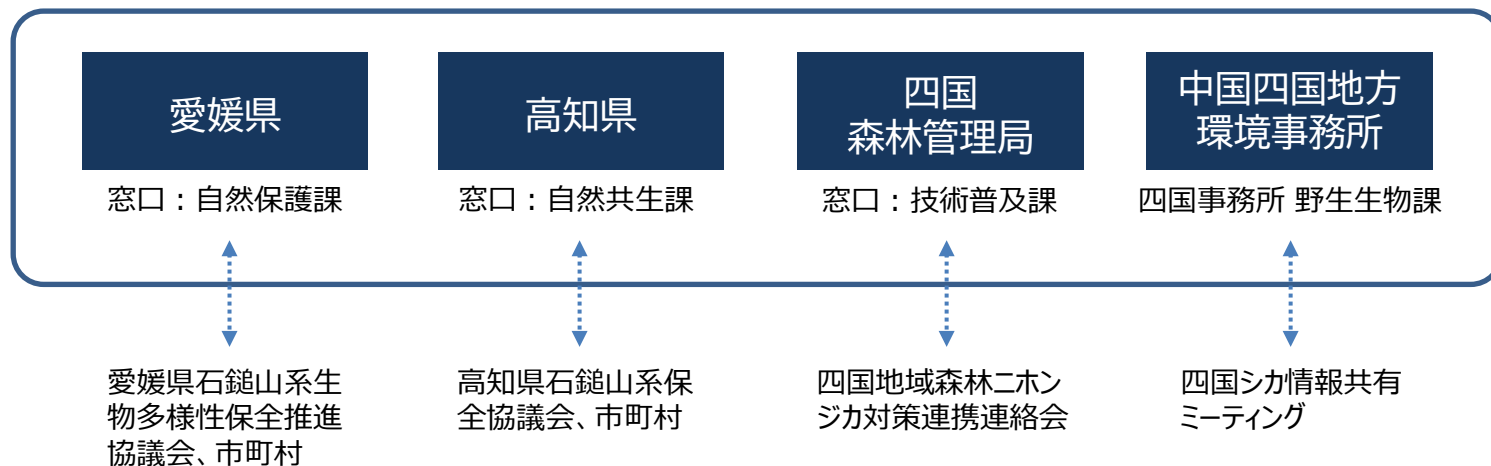 愛媛県
高知県
四国
森林管理局
中国四国地方
環境事務所
窓口：自然保護課
窓口：自然共生課
窓口：技術普及課
四国事務所 野生生物課
愛媛県石鎚山系生
物多様性保全推進
協議会、市町村
高知県石鎚山系保
全協議会、市町村
四国地域森林ニホン
ジカ対策連携連絡会
四国シカ情報共有
ミーティング